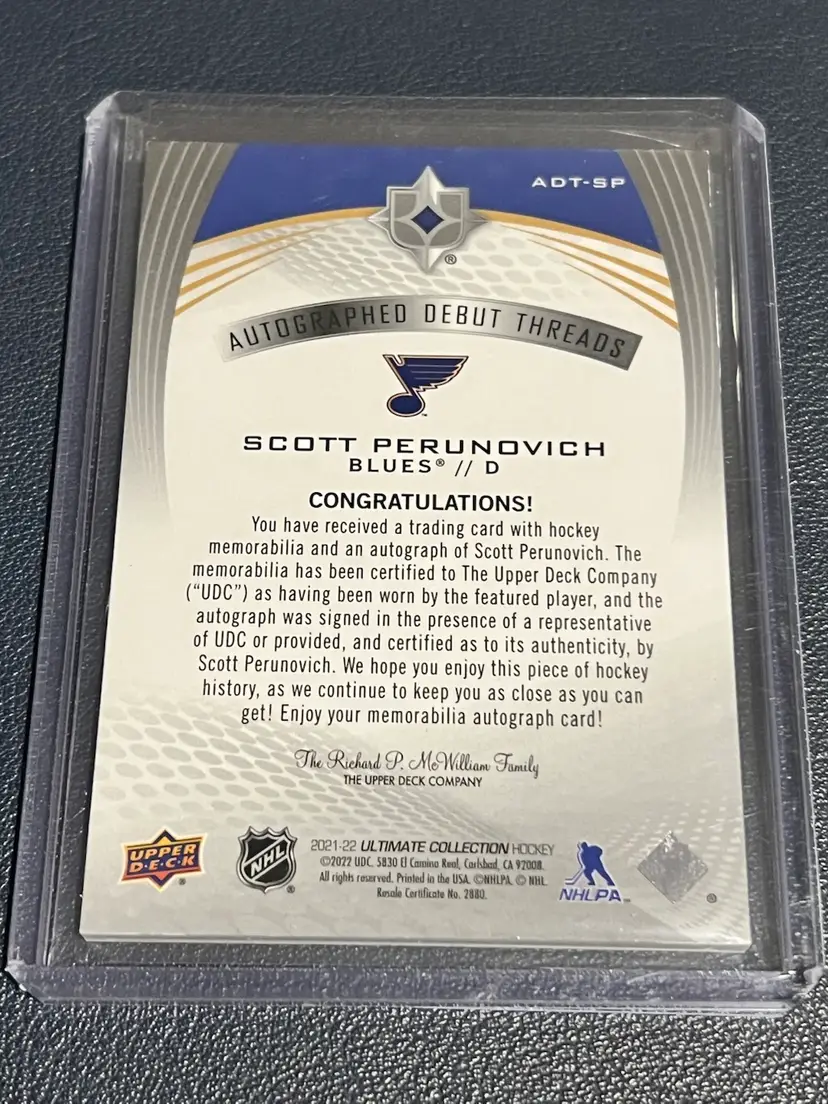 ADT-SP
®
AUTOGRAPHED DEBUT THREADS
SCOTT PERUNOVICH
BLUES® // D
CONGRATULATIONS!
You have received a trading card with hockey
memorabilia and an autograph of Scott Perunovich. The
memorabilia has been certified to The Upper Deck Company
("UDC") as having been worn by the featured player, and the
autograph was signed in the presence of a representative
of UDC or provided, and certified as to its authenticity, by
Scott Perunovich. We hope you enjoy this piece of hockey
history, as we continue to keep you as close as you can
get! Enjoy your memorabilia autograph card!
The Richard P. McWilliam Family
THE UPPER DECK COMPANY
UPPER
D·E·C·K
®
NHL
®
2021-22 ULTIMATE COLLECTION HOCKEY
©2022 UDC, 5830 El Camino Real, Carlsbad, CA 92008.
All rights reserved. Printed in the USA. ©NHLPA. © NHL.
Resale Certificate No. 2880.
NHLPA
®